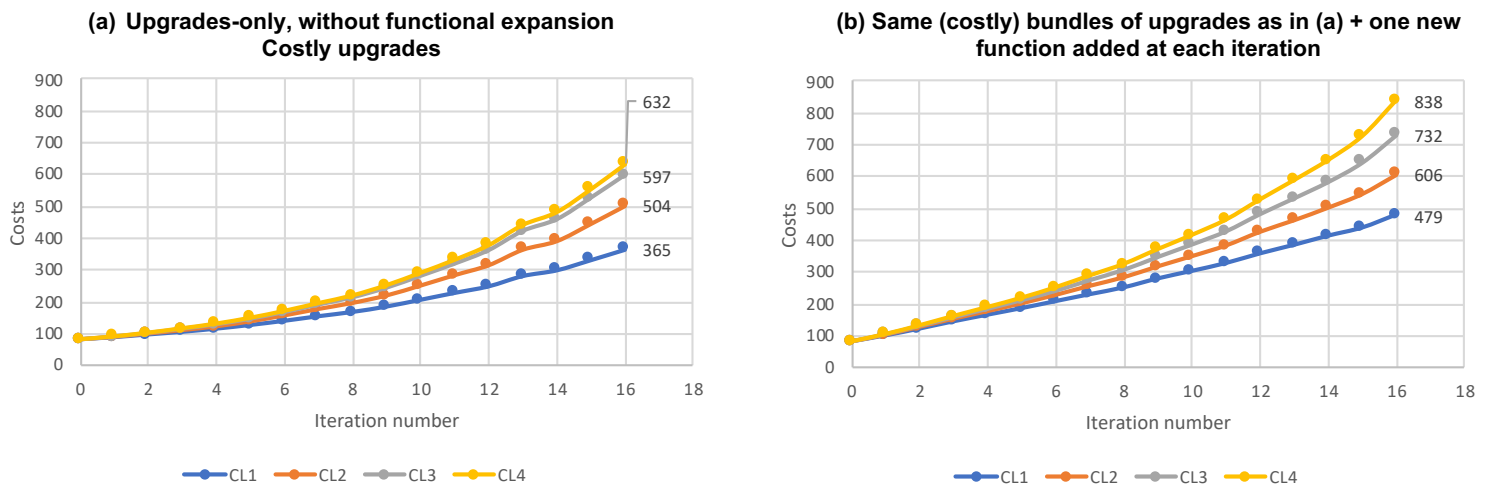 (a) Upgrades-only, without functional expansion
Costly upgrades
900
800
700
600
500
400
300
200
100
0
Costs
632
597
504
365
0 2 4 6 8 10 12 14 16 18
Iteration number
CL1 CL2 CL3 CL4
(b) Same (costly) bundles of upgrades as in (a) + one new
function added at each iteration
900
800
700
600
500
400
300
200
100
0
Costs
838
732
606
479
0 2 4 6 8 10 12 14 16 18
Iteration number
CL1 CL2 CL3 CL4